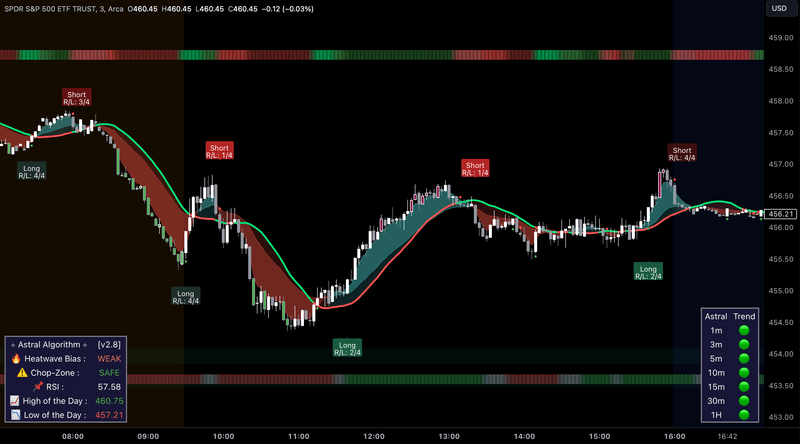 SPDR S&P 500 ETF TRUST, 3, Arca O460.45 H460.45 L460.45 C460.45 −0.12 (−0.03%)
USD
459.00
458.50
458.00
457.50
457.00
456.50
456.21
455.50
455.00
454.50
454.00
453.50
453.00
Short
R/L: 3/4
Long
R/L: 4/4
Short
R/L: 1/4
Long
R/L: 4/4
Long
R/L: 2/4
Short
R/L: 1/4
Short
R/L: 4/4
Long
R/L: 2/4
÷ Astral Algorithm ÷ [v2.8]
Heatwave Bias : WEAK
Chop-Zone : SAFE
RSI : 57.58
High of the Day : 460.75
Low of the Day : 457.21
Astral Trend
1m
3m
5m
10m
15m
30m
1H
08:00 09:00 10:00 11:00 12:00 13:00 14:00 15:00 16:00 16:42